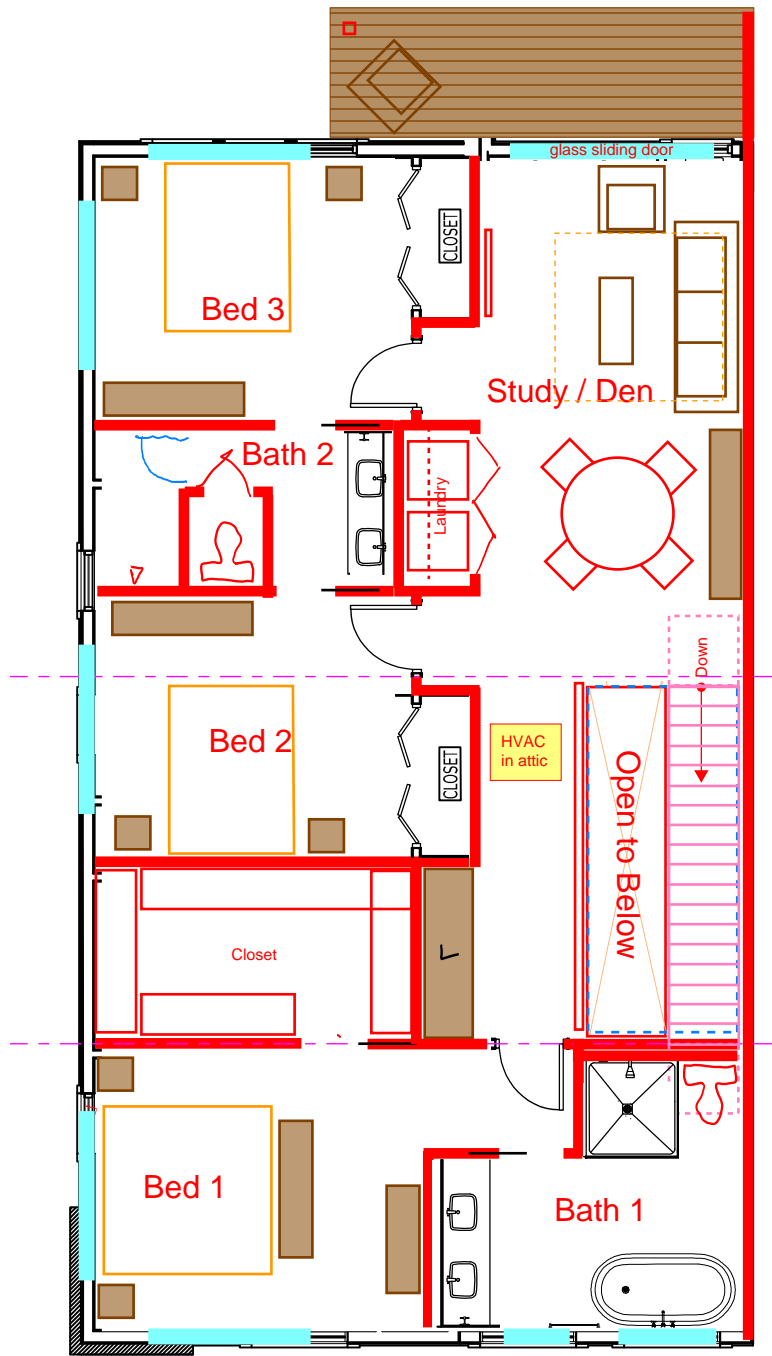 glass sliding door
CLOSET
Bed 3
Study / Den
Bath 2
Laundry
Down
Bed 2
HVAC
in attic
CLOSET
Open to Below
Closet
Bed 1
Bath 1